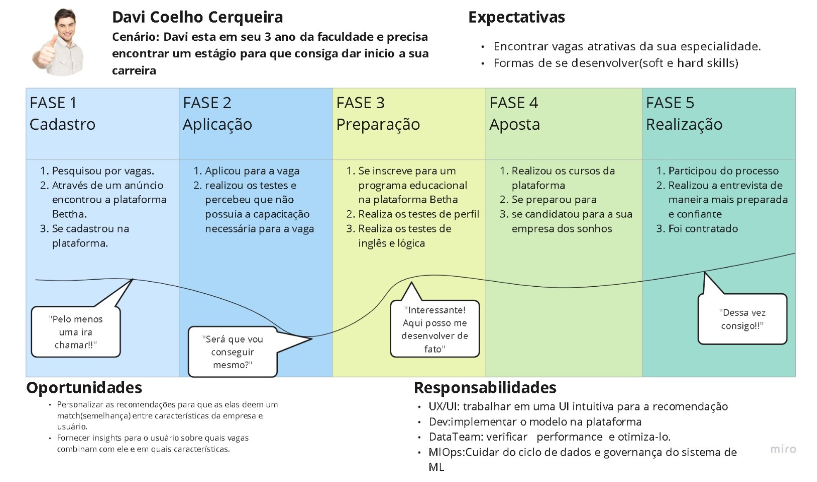 Davi Coelho Cerqueira
Cenário: Davi esta em seu 3 ano da faculdade e precisa
encontrar um estágio para que consiga dar inicio a sua
carreira
Expectativas
• Encontrar vagas atrativas da sua especialidade.
• Formas de se desenvolver(soft e hard skills)
FASE 1
Cadastro
1. Pesquisou por vagas.
2. Através de um anúncio
encontrou a plataforma
Bettha.
3. Se cadastrou na
plataforma.
"Pelo menos
uma ira
chamar!!"
FASE 2
Aplicação
1. Aplicou para a vaga
2. realizou os testes e
percebeu que não
possuia a capacitação
necessária para a vaga
"Será que vou
conseguir
mesmo?"
FASE 3
Preparação
1. Se inscreve para um
programa educacional
na plataforma Betha
2. Realiza os testes de perfil
3. Realiza os testes de
inglês e lógica
"Interessante!
Aqui posso me
desenvolver de
fato"
FASE 4
Aposta
1. Realizou os cursos da
plataforma
2. Se preparou para
3. se candidatou para a sua
empresa dos sonhos
FASE 5
Realização
1. Participou do processo
2. Realizou a entrevista de
maneira mais preparada
e confiante
3. Foi contratado
"Dessa vez
consigo!!"
Oportunidades
• Personalizar as recomendações para que as elas deem um
match(semelhança) entre características da empresa e
usuário.
• Fornecer insights para o usuário sobre quais vagas
combinam com ele e em quais características.
Responsabilidades
• UX/UI: trabalhar em uma UI intuitiva para a recomendação
• Dev:implementar o modelo na plataforma
• DataTeam: verificar performance e otimiza-lo.
• MlOps:Cuidar do ciclo de dados e governança do sistema de
ML
miro